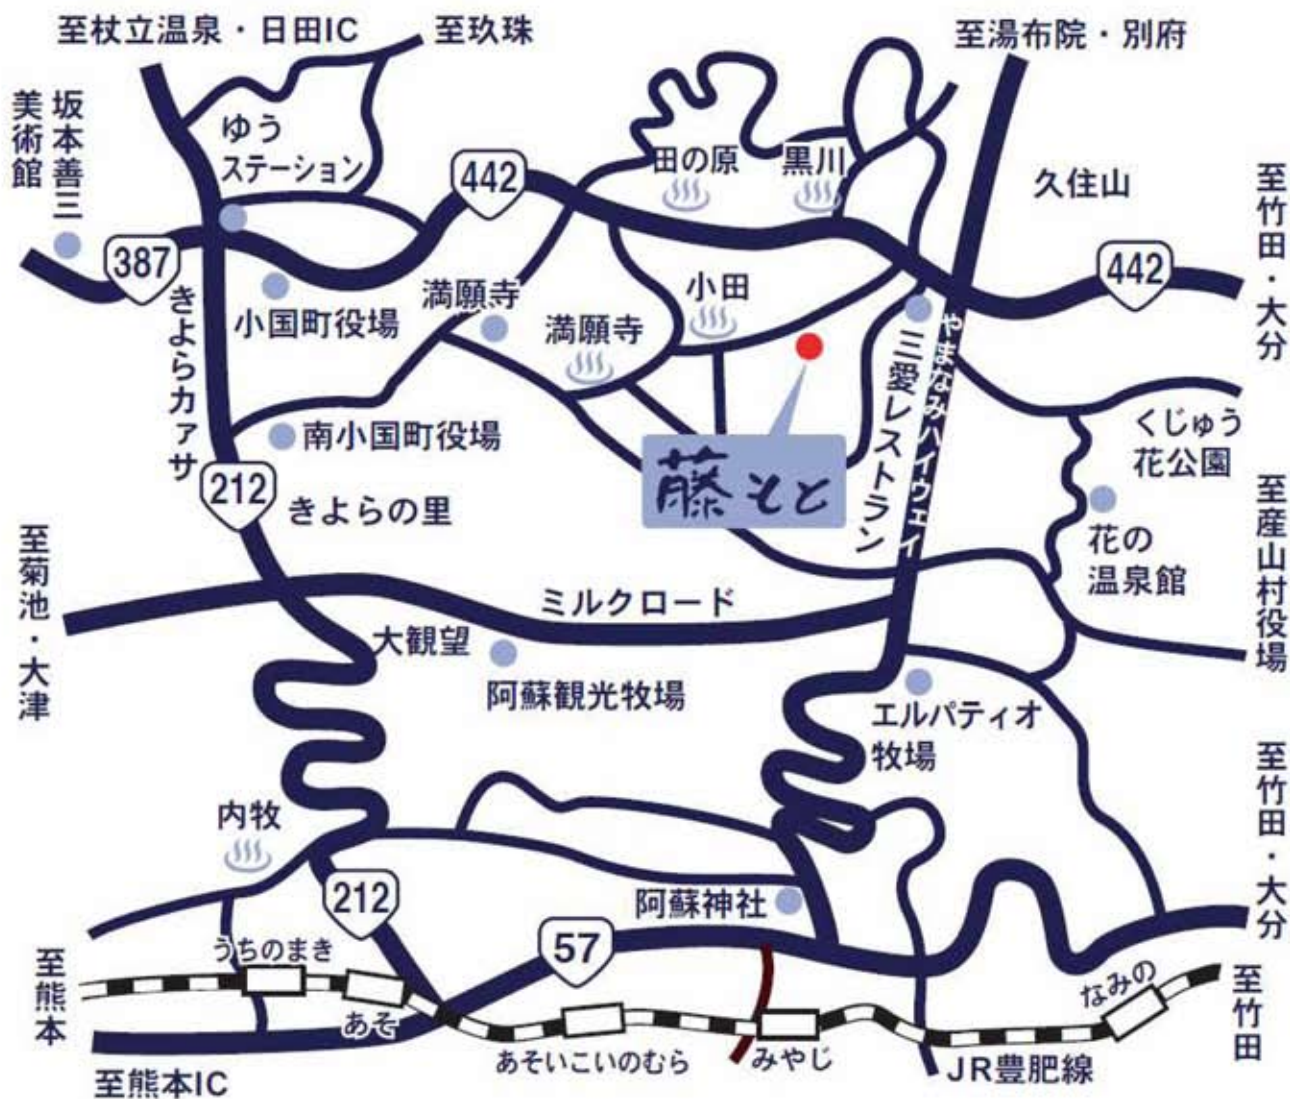 至杖立温泉・日田IC
至玖珠
至湯布院・別府
坂本善三
美術館
ゆう
ステーション
442
田の原
黒川
久住山
至竹田・大分
387
442
満願寺
小田
小国町役場
満願寺
きよらカァサ
三愛レストラン
やまなみハイウェイ
南小国町役場
くじゅう
花公園
藤もと
212
きよらの里
至産山村役場
花の
温泉館
至菊池・大津
ミルクロード
大観望
阿蘇観光牧場
エルパティオ
牧場
至竹田・大分
内牧
212
阿蘇神社
57
うちのまき
至熊本
あそ
なみの
至竹田
あそいこいのむら
みやじ
JR豊肥線
至熊本IC